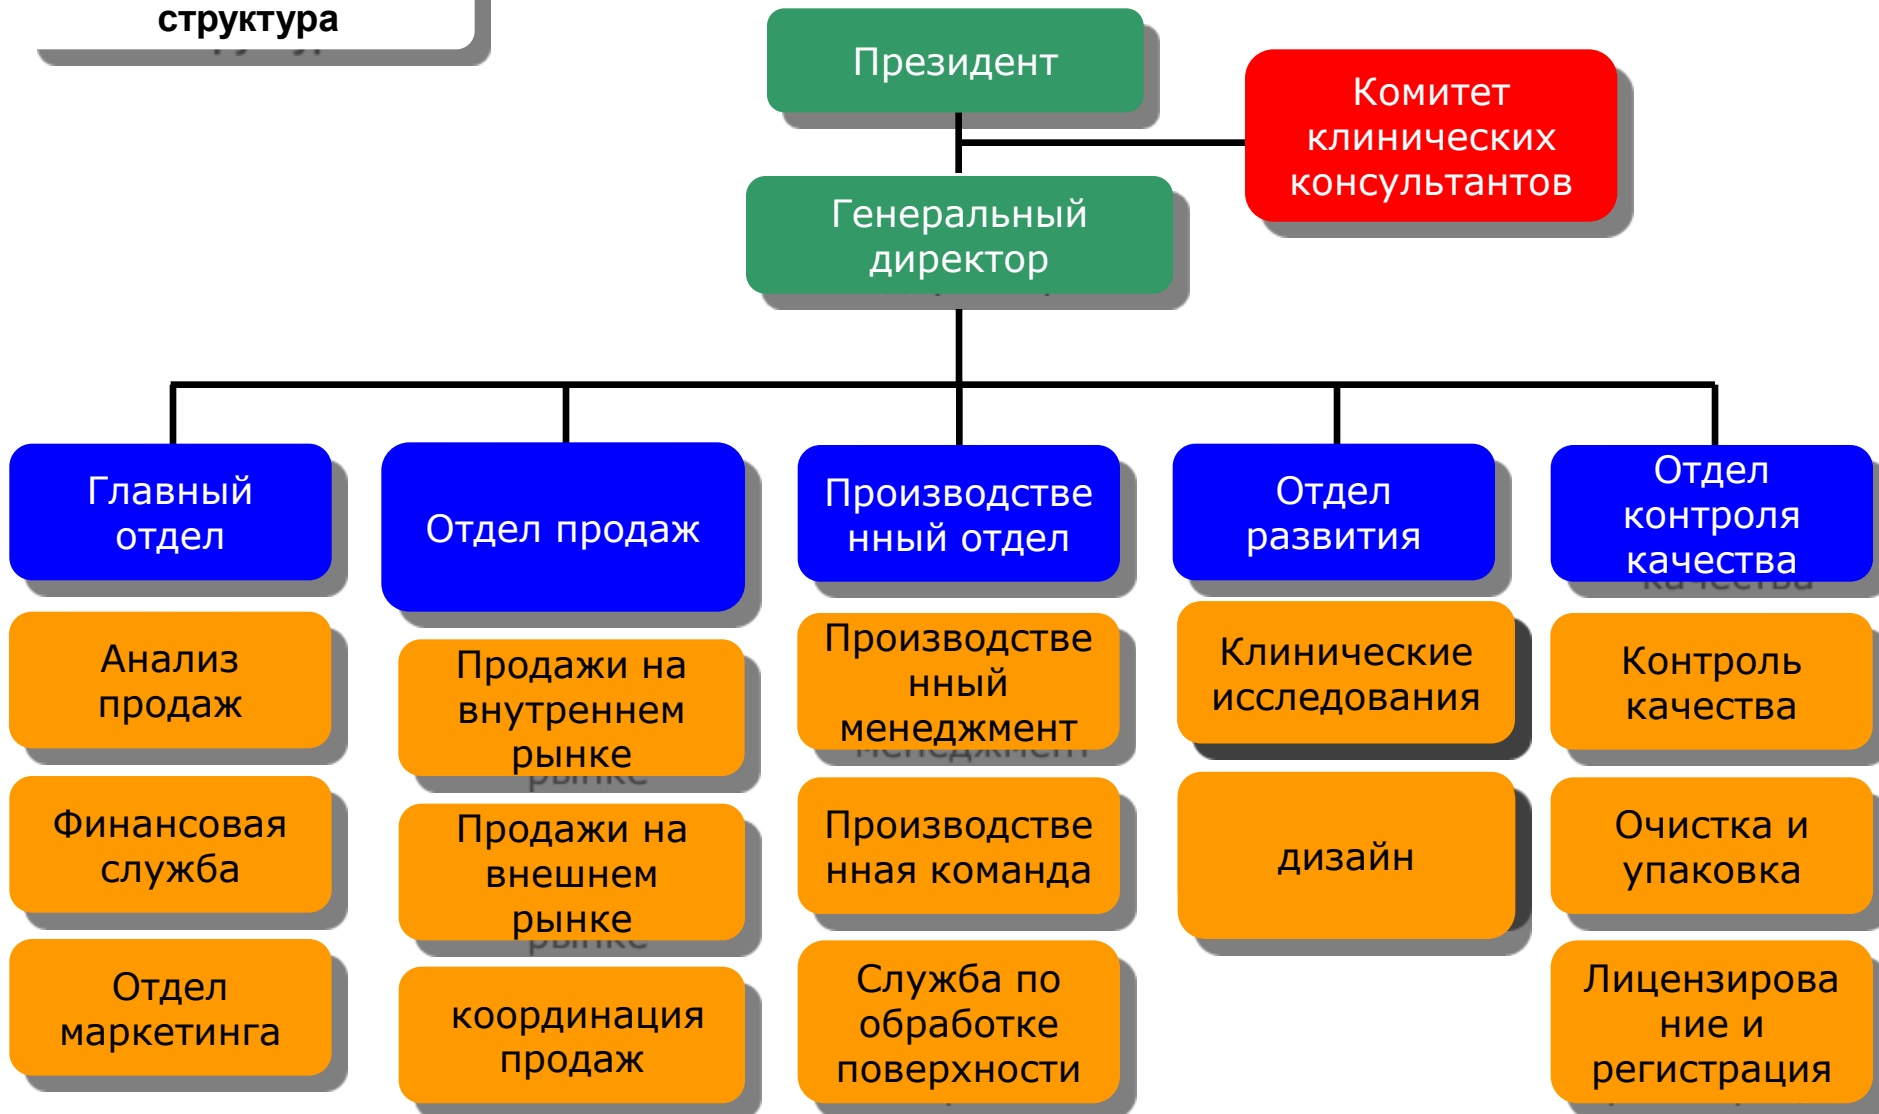 структура
Президент
Комитет
клинических
консультантов
Генеральный
директор
Главный
отдел
Отдел продаж
Производстве
нный отдел
Отдел
развития
Отдел
контроля
качества
Анализ
продаж
Продажи на
внутреннем
рынке
Производстве
нный
менеджмент
Клинические
исследования
Контроль
качества
Финансовая
служба
Продажи на
внешнем
рынке
Производстве
нная команда
дизайн
Очистка и
упаковка
Отдел
маркетинга
координация
продаж
Служба по
обработке
поверхности
Лицензирова
ние и
регистрация